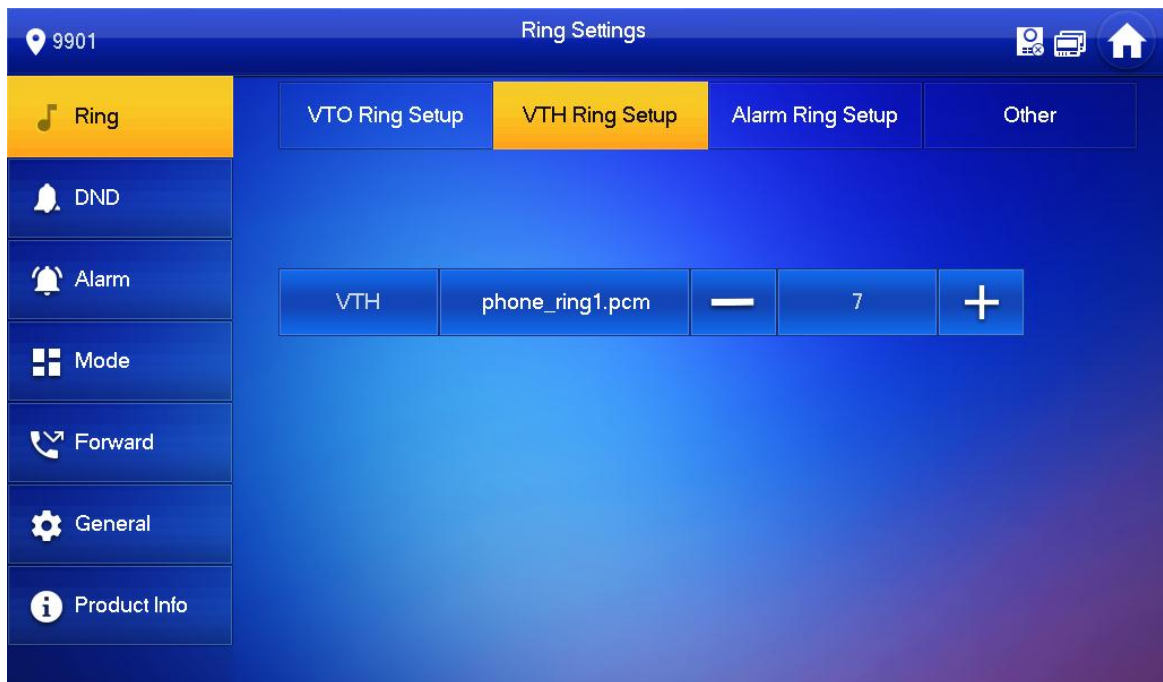 9901
Ring Settings
Ring
VTO Ring Setup
VTH Ring Setup
Alarm Ring Setup
Other
DND
Alarm
VTH
phone_ring1.pcm
7
Mode
Forward
General
Product Info